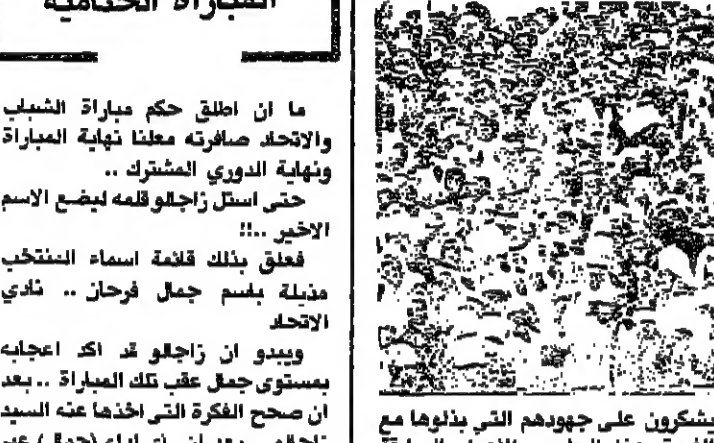 المباراة الختامية
ما ان اطلق حكم مباراة الشباب
والاتحاد صافرته معلنا نهاية المباراة
ونهاية الدوري المشترك ..
حتى استل زاجالو قلمه ليضع الاسم
الاخير ..!!
فعلق بذلك قائمة اسماء المنتخب
مذيلة باسم جمال فرحان .. نادي
الاتحاد
ويبدو ان زاجالو قد اكد اعجابه
بمستوى جمال عقب تلك المباراة .. بعد
ان صحح الفكرة التي اخذها عنه السيد
يشكرون على جهودهم التي بذلوها مع